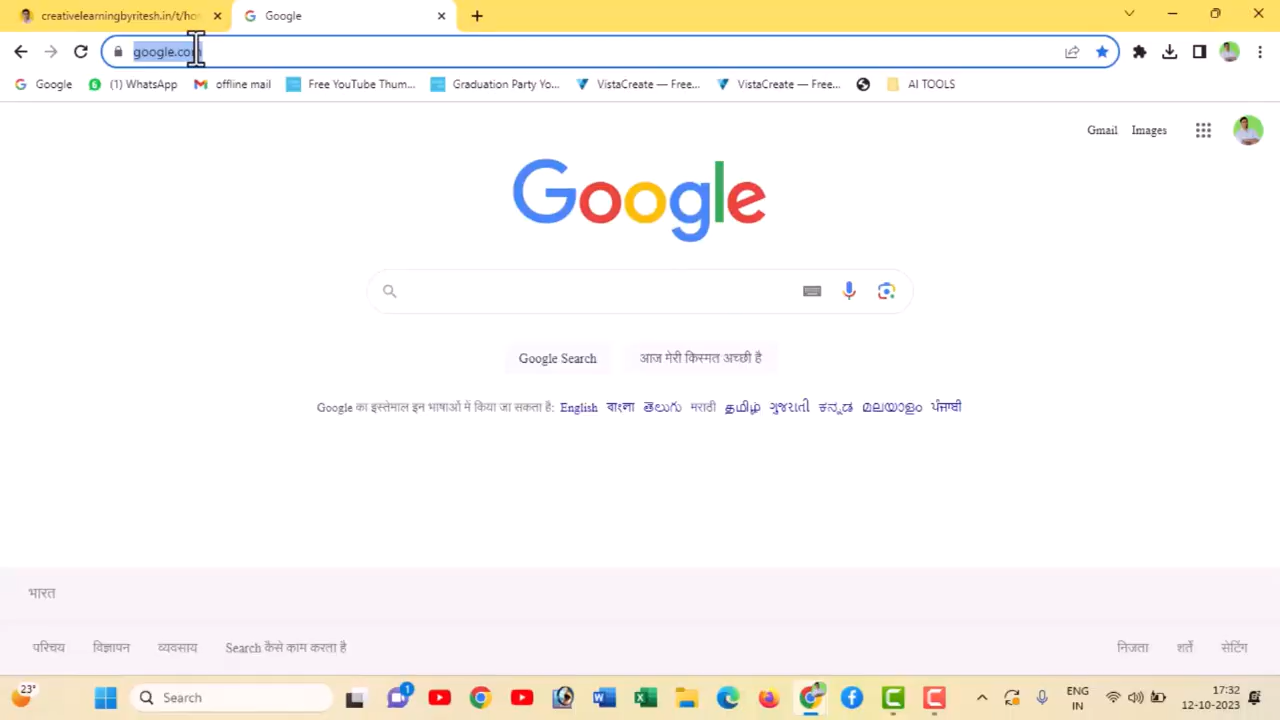 creativelearningbyritesh.in/t/ho
Google
google.com
Google
(1) WhatsApp
offline mail
Free YouTube Thum...
Graduation Party Yo...
VistaCreate — Free...
VistaCreate — Free...
AI TOOLS
Gmail
Images
Google
Google Search
आज मेरी किस्मत अच्छी है
Google का इस्तेमाल इन भाषाओं में किया जा सकता है: English বাংলা తెలుగు मराठी தமிழ் ગુજરાતી ಕನ್ನಡ മലയാളം ਪੰਜਾਬੀ
भारत
परिचय विज्ञापन व्यवसाय Search कैसे काम करता है
निजता शर्तें सेटिंग
23°
Search
1
ENG
IN
17:32
12-10-2023